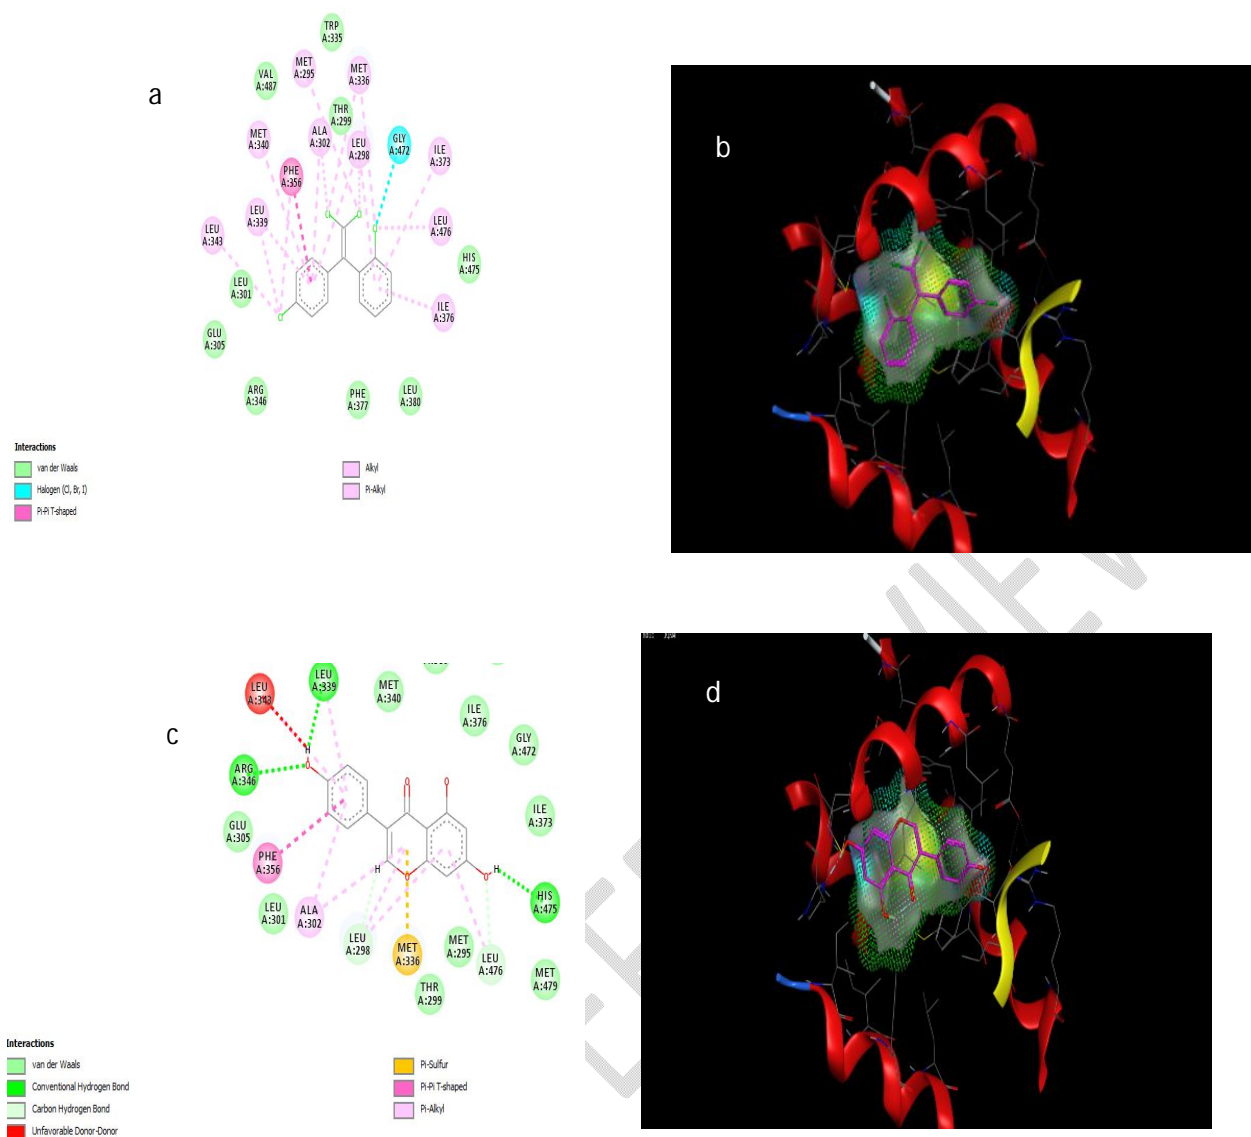 a
TRP
A:335
MET
A:295
MET
A:336
VAL
A:487
THR
A:299
MET
A:340
ALA
A:302
LEU
A:298
GLY
A:472
ILE
A:373
PHE
A:356
LEU
A:339
LEU
A:343
LEU
A:476
HIS
A:475
LEU
A:301
ILE
A:376
GLU
A:305
ARG
A:346
PHE
A:377
LEU
A:380
Cl
Cl
Cl
Cl
Interactions
van der Waals
Halogen (Cl, Br, I)
Pi-Pi T-shaped
Alkyl
Pi-Alkyl
b
c
LEU
A:343
LEU
A:339
MET
A:340
ILE
A:376
GLY
A:472
H
O
ARG
A:346
O
O
GLU
A:305
ILE
A:373
PHE
A:356
H
O
O
H
HIS
A:475
LEU
A:301
ALA
A:302
LEU
A:298
MET
A:336
MET
A:295
LEU
A:476
MET
A:479
THR
A:299
Interactions
van der Waals
Conventional Hydrogen Bond
Carbon Hydrogen Bond
Unfavorable Donor-Donor
Pi-Sulfur
Pi-Pi T-shaped
Pi-Alkyl
d